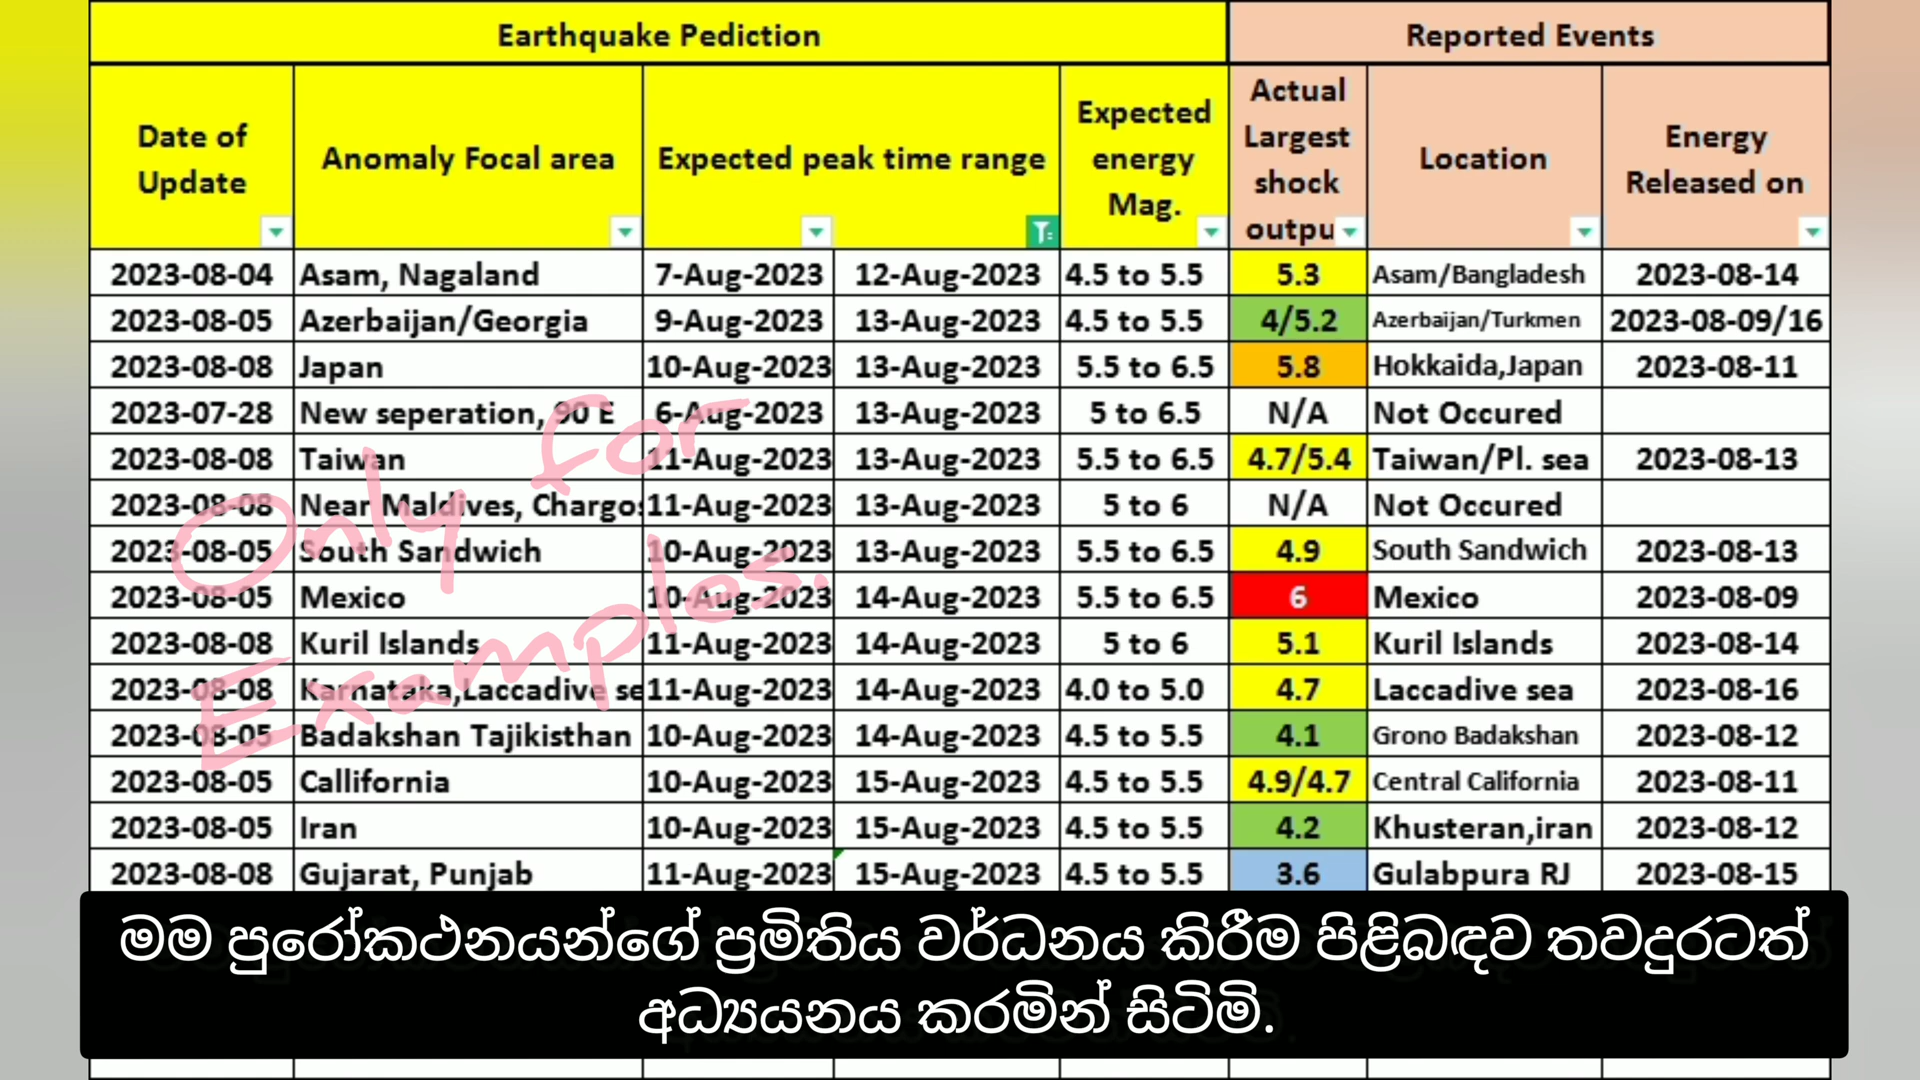 Earthquake Pediction Reported Events
Date of Update Anomaly Focal area Expected peak time range Expected energy Mag. Actual Largest shock outpu Location Energy Released on
2023-08-04 Asam, Nagaland 7-Aug-2023 12-Aug-2023 4.5 to 5.5 5.3 Asam/Bangladesh 2023-08-14
2023-08-05 Azerbaijan/Georgia 9-Aug-2023 13-Aug-2023 4.5 to 5.5 4/5.2 Azerbaijan/Turkmen 2023-08-09/16
2023-08-08 Japan 10-Aug-2023 13-Aug-2023 5.5 to 6.5 5.8 Hokkaida,Japan 2023-08-11
2023-07-28 New seperation, 90 E 6-Aug-2023 13-Aug-2023 5 to 6.5 N/A Not Occured
2023-08-08 Taiwan 11-Aug-2023 13-Aug-2023 5.5 to 6.5 4.7/5.4 Taiwan/Pl. sea 2023-08-13
2023-08-08 Near Maldives, Chargos 11-Aug-2023 13-Aug-2023 5 to 6 N/A Not Occured
2023-08-05 South Sandwich 10-Aug-2023 13-Aug-2023 5.5 to 6.5 4.9 South Sandwich 2023-08-13
2023-08-05 Mexico 10-Aug-2023 14-Aug-2023 5.5 to 6.5 6 Mexico 2023-08-09
2023-08-08 Kuril Islands 11-Aug-2023 14-Aug-2023 5 to 6 5.1 Kuril Islands 2023-08-14
2023-08-08 Karnataka,Laccadive se 11-Aug-2023 14-Aug-2023 4.0 to 5.0 4.7 Laccadive sea 2023-08-16
2023-08-05 Badakshan Tajikisthan 10-Aug-2023 14-Aug-2023 4.5 to 5.5 4.1 Grono Badakshan 2023-08-12
2023-08-05 Callifornia 10-Aug-2023 15-Aug-2023 4.5 to 5.5 4.9/4.7 Central California 2023-08-11
2023-08-05 Iran 10-Aug-2023 15-Aug-2023 4.5 to 5.5 4.2 Khusteran,iran 2023-08-12
2023-08-08 Gujarat, Punjab 11-Aug-2023 15-Aug-2023 4.5 to 5.5 3.6 Gulabpura RJ 2023-08-15
Only for
Examples.
මම පුරෝකථනයන්ගේ ප්‍රමිතිය වර්ධනය කිරීම පිළිබඳව තවදුරටත්
අධ්‍යයනය කරමින් සිටිමි.